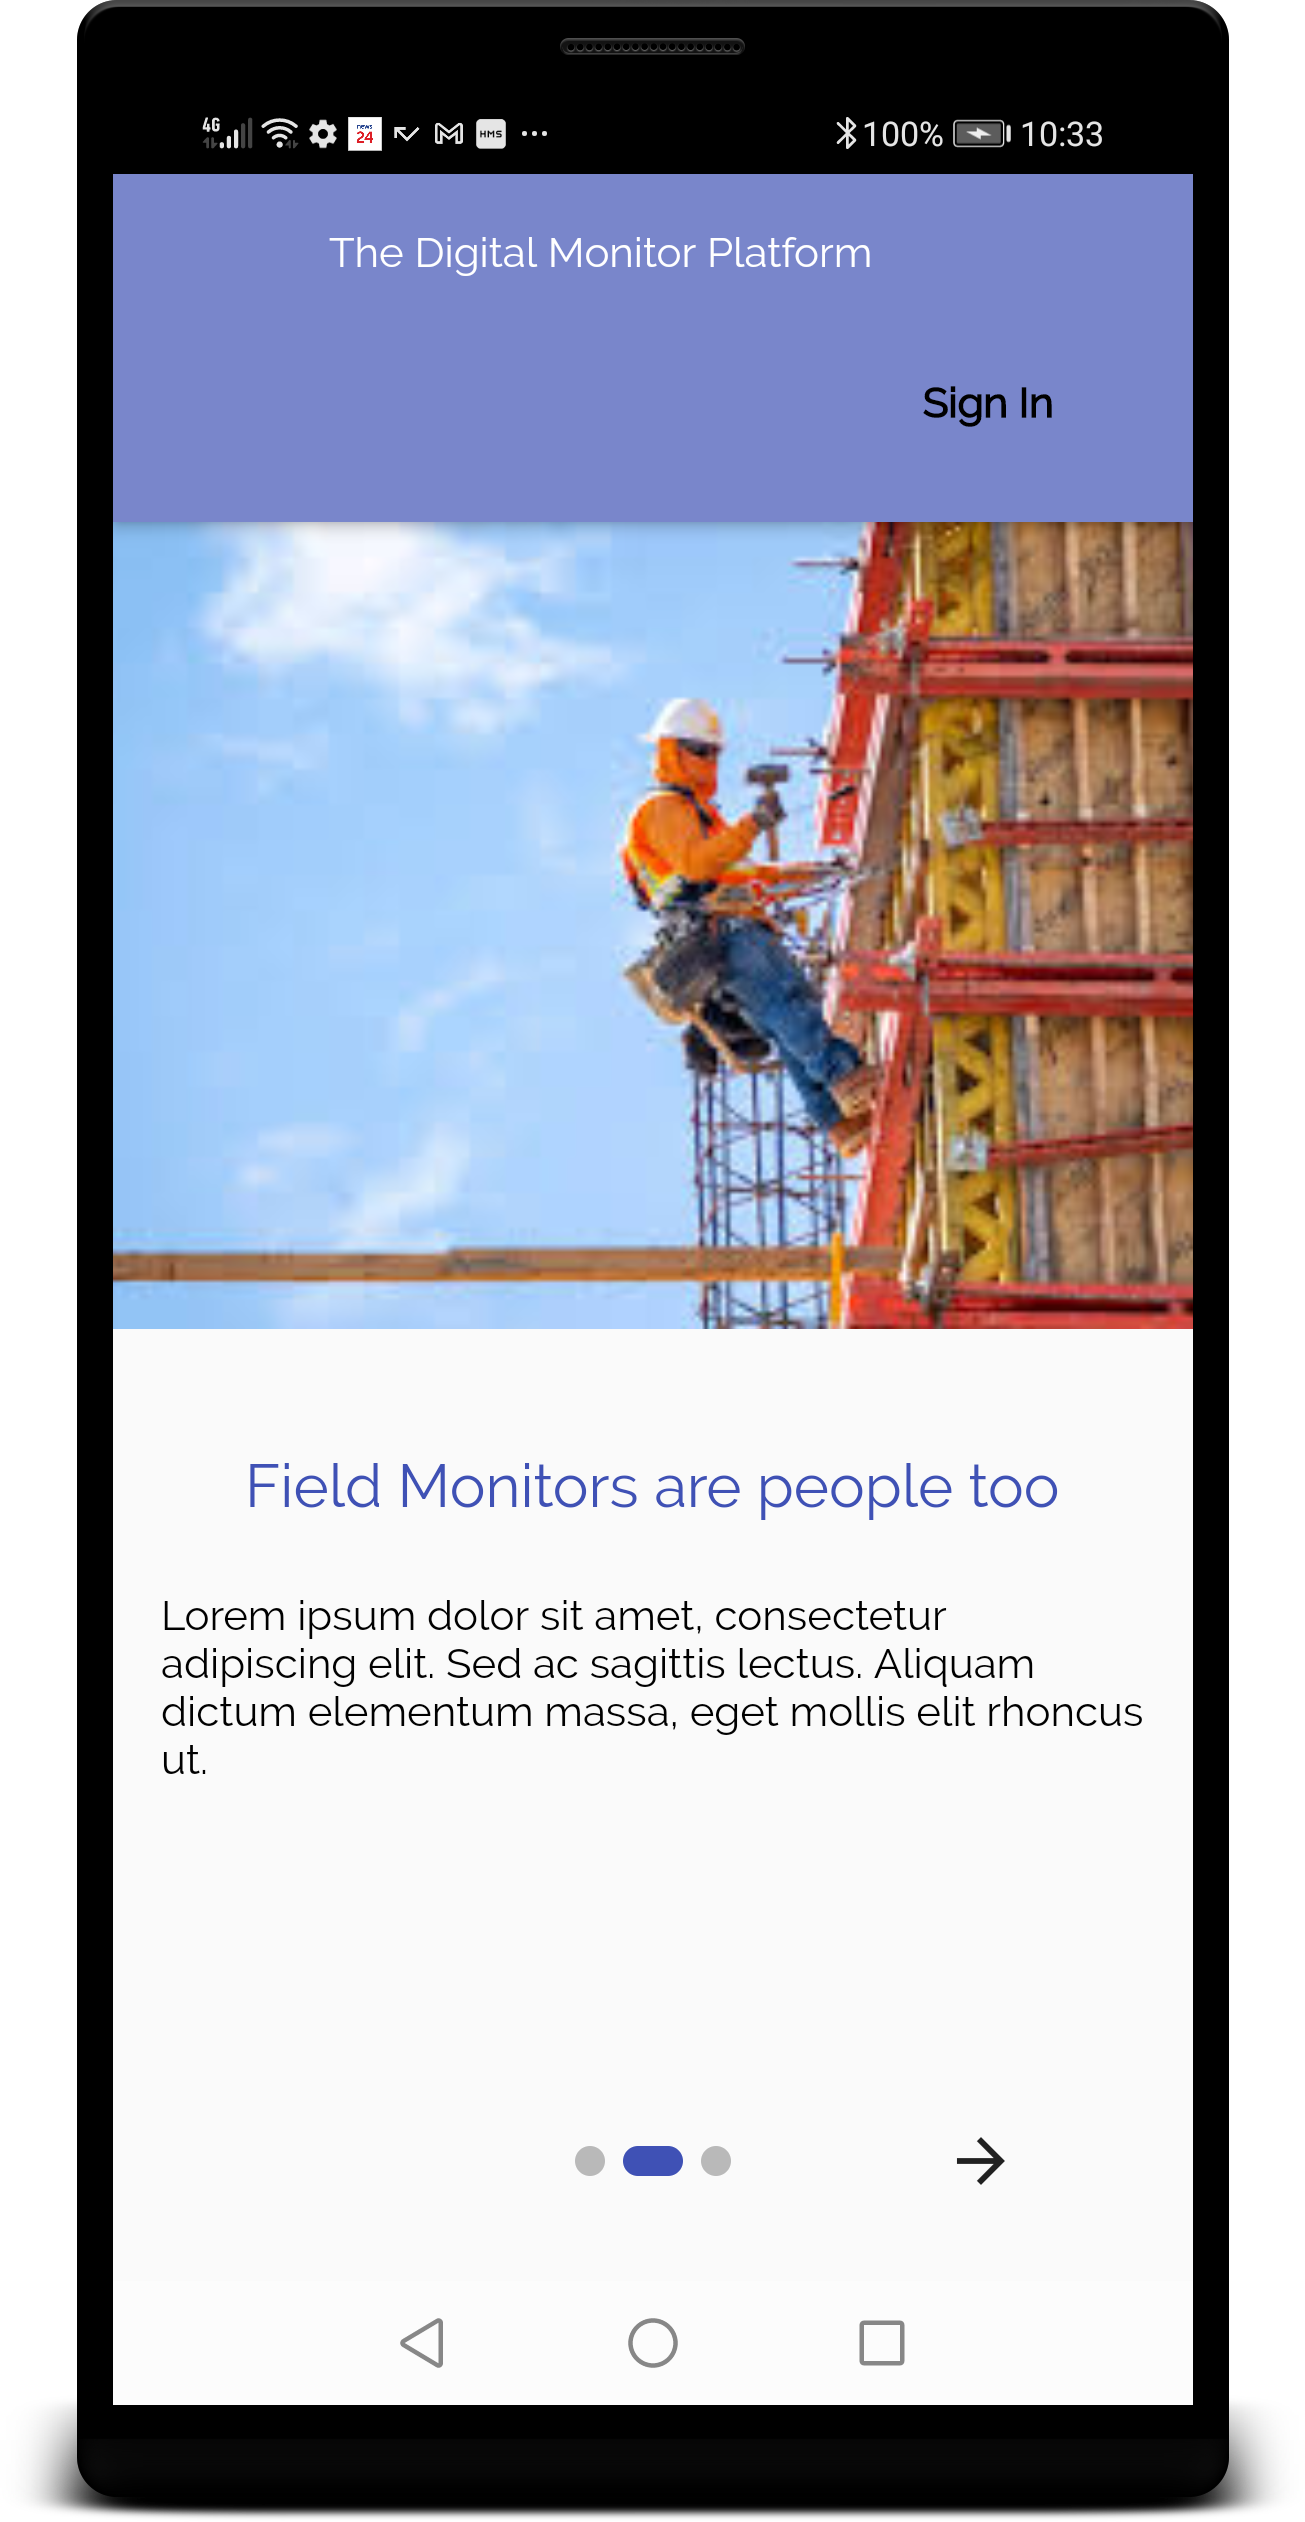 4G news 24 HMS 100% 10:33
The Digital Monitor Platform
Sign In
Field Monitors are people too
Lorem ipsum dolor sit amet, consectetur
adipiscing elit. Sed ac sagittis lectus. Aliquam
dictum elementum massa, eget mollis elit rhoncus
ut.